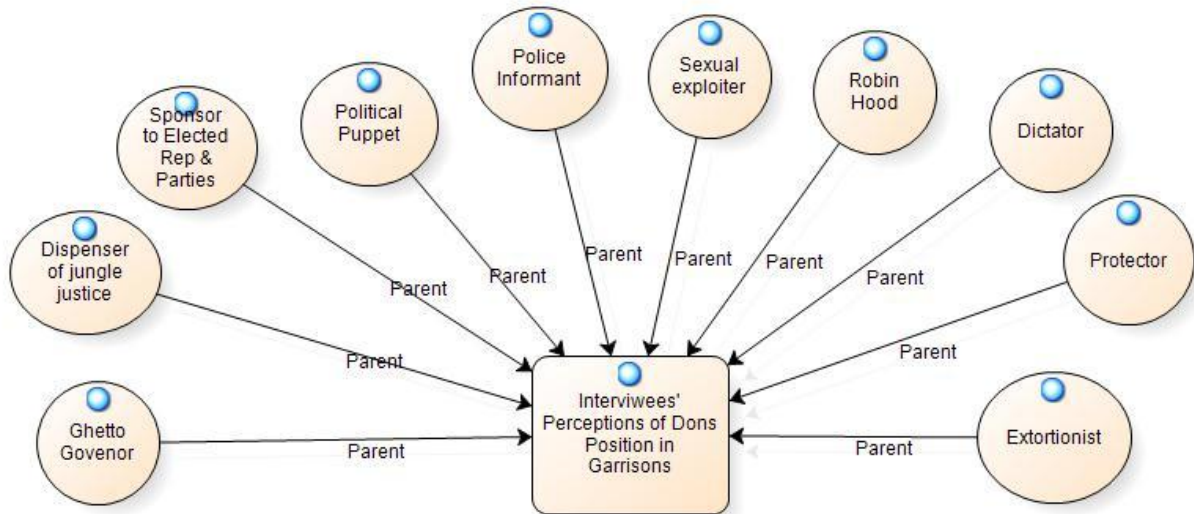 Police
Informant
Sexual
exploiter
Robin
Hood
Political
Puppet
Sponsor
to Elected
Rep &
Parties
Dictator
Dispenser
of jungle
justice
Protector
Ghetto
Govenor
Extortionist
Parent
Parent
Parent
Parent
Parent
Parent
Parent
Parent
Parent
Parent
Interviwees'
Perceptions of Dons
Position in
Garrisons